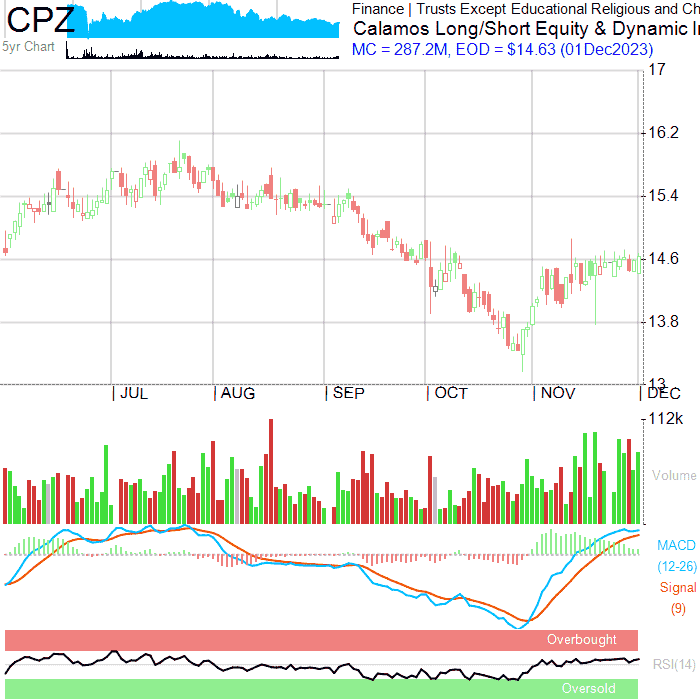 CPZ
5yr Chart
Finance | Trusts Except Educational Religious and Ch
Calamos Long/Short Equity & Dynamic I
MC = 287.2M, EOD = $14.63 (01Dec2023)
17
16.2
15.4
14.6
13.8
13
JUL
AUG
SEP
OCT
NOV
DEC
112k
Volume
MACD
(12-26)
Signal
(9)
Overbought
RSI(14)
Oversold